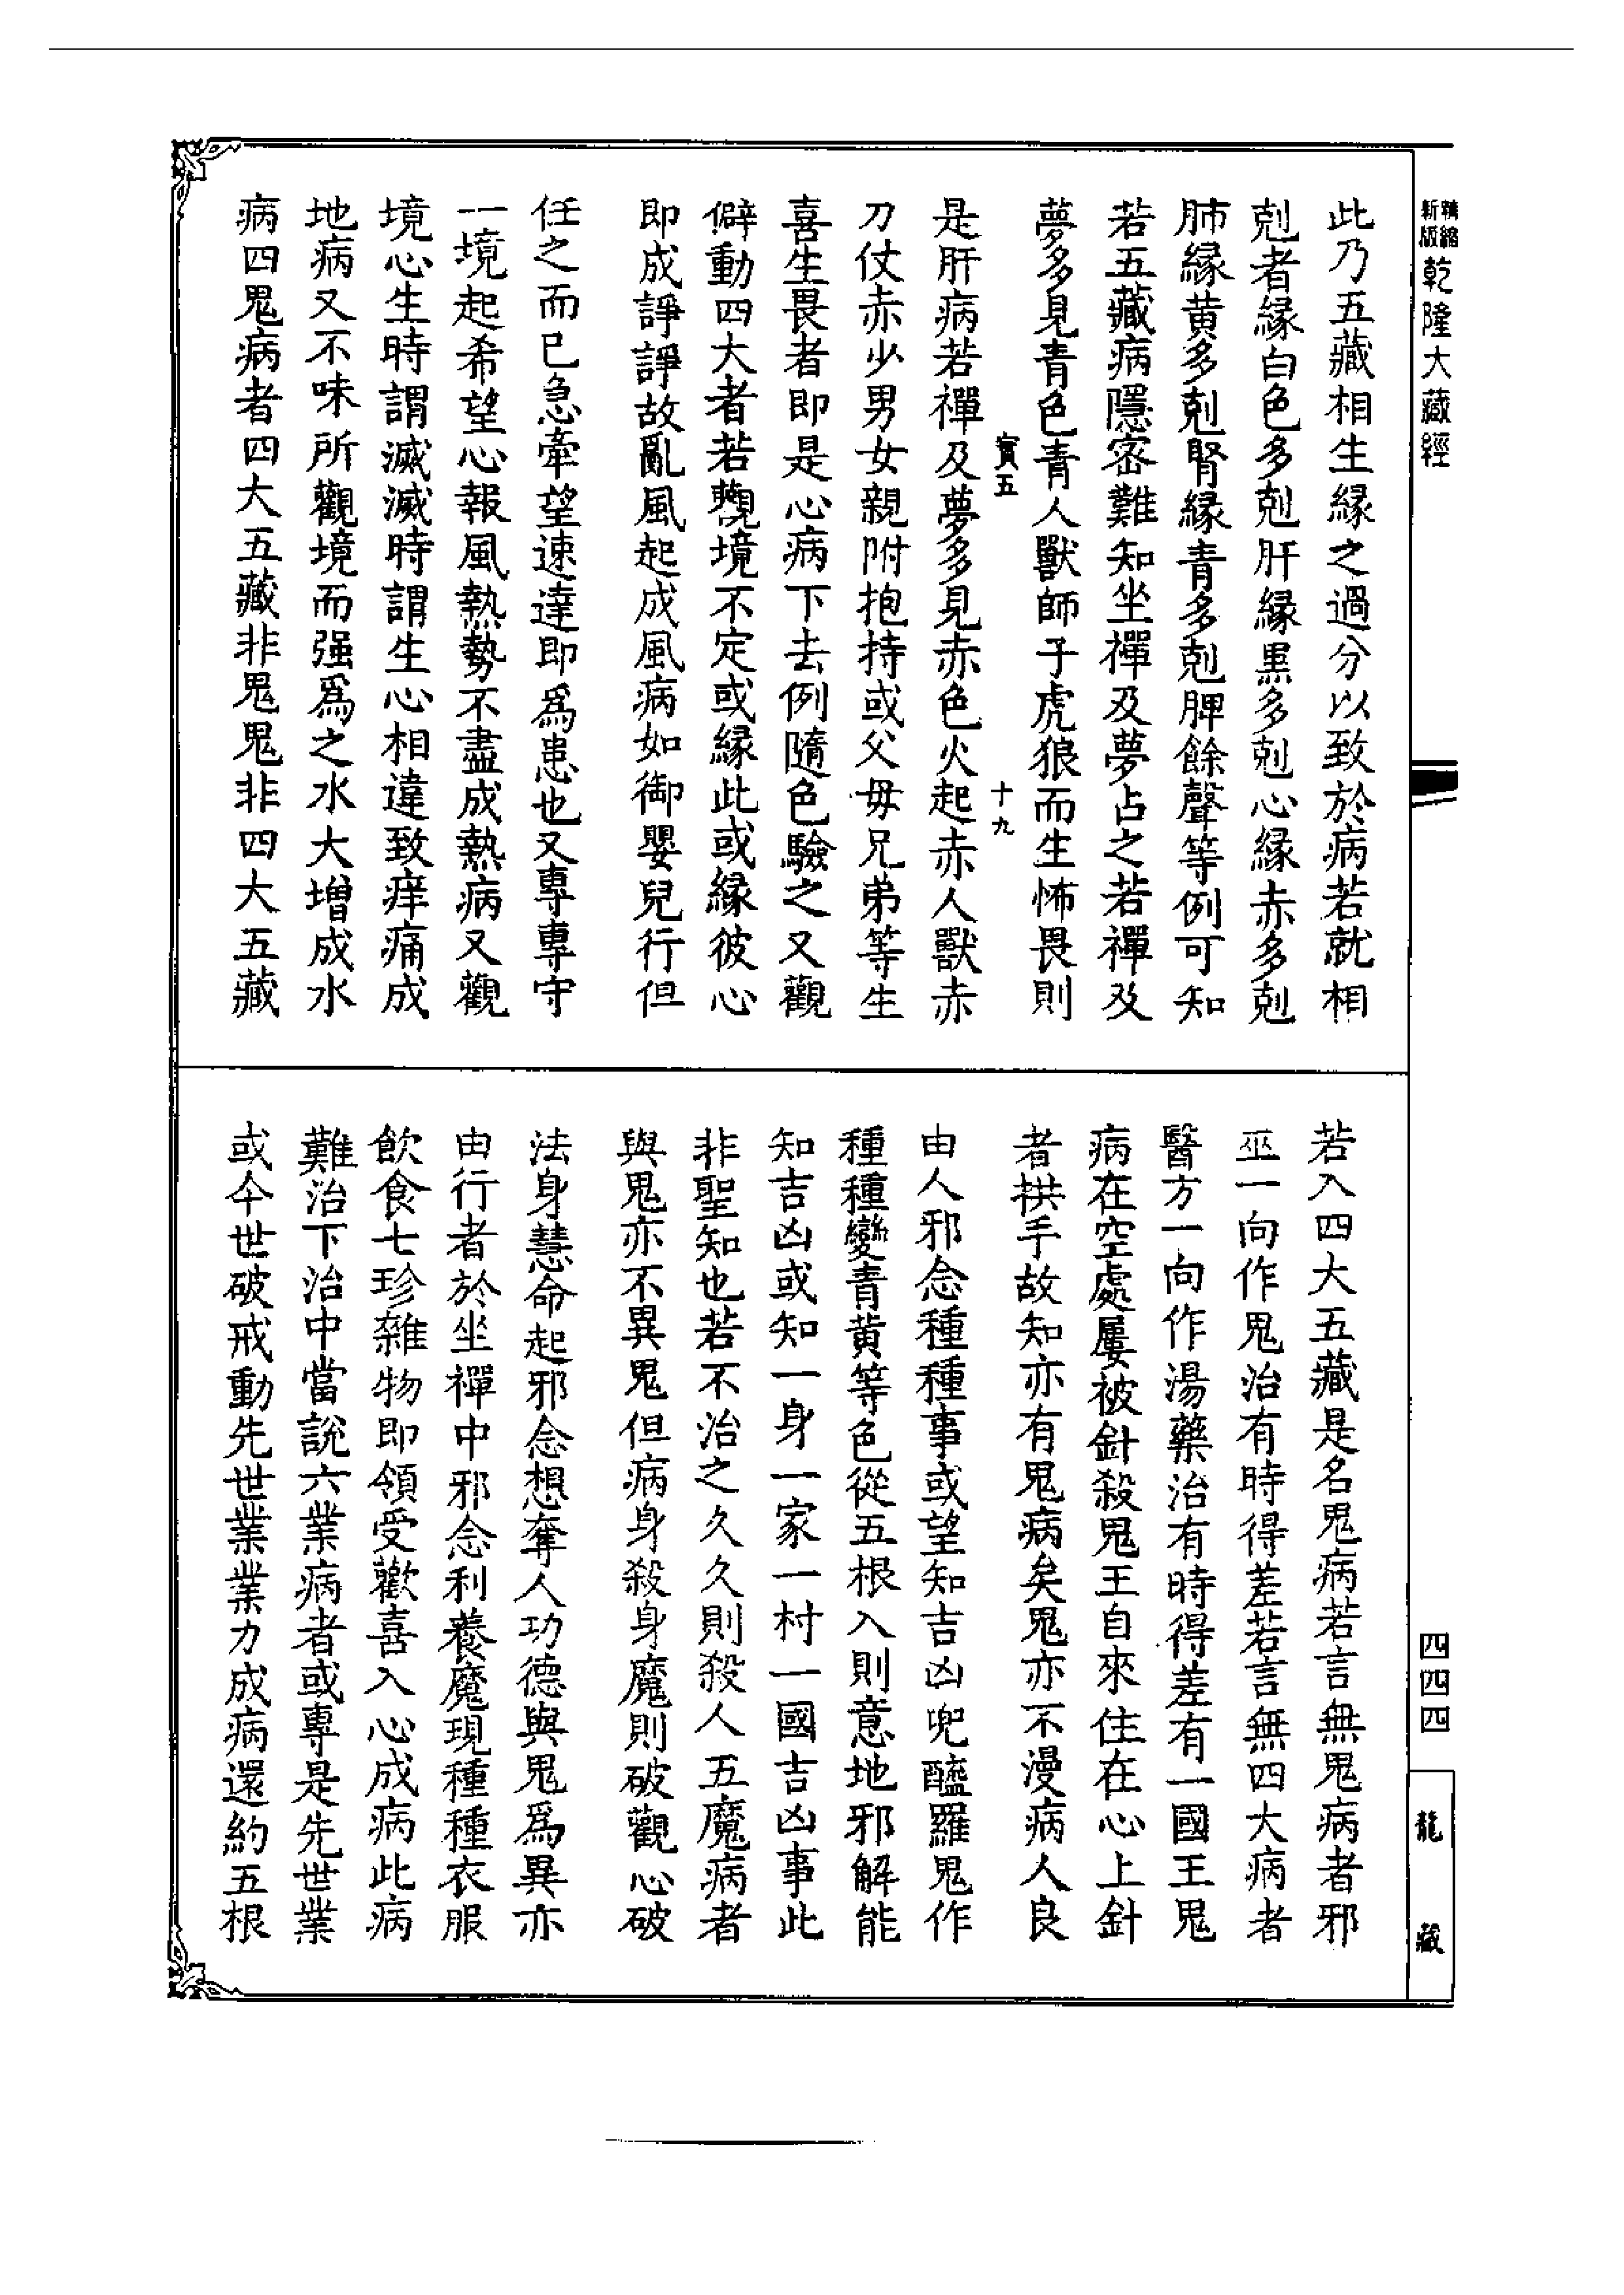 精縮
新版
乾隆大藏經
此乃五藏相生緣之過分以致於病若就相
剋者緣白色多剋肝緣黑多剋心緣赤多剋
肺緣黃多剋腎緣青多剋脾餘聲等例可知
若五藏病隱密難知坐禪及夢占之若禪及
夢多見青色青人獸師子虎狼而生怖畏則
實五
十九
是肝病若禪及夢多見赤色火起赤人獸赤
刀仗赤少男女親附抱持或父母兄弟等生
喜生畏者即是心病下去例隨色驗之又觀
僻動四大者若觀境不定或緣此或緣彼心
即成諍諍故亂風起成風病如御嬰兒行但
任之而已急牽望速達即為患也又專專守
一境起希望心報風熱勢不盡成熱病又觀
境心生時謂滅滅時謂生心相違致痒痛成
地病又不味所觀境而强為之水大增成水
病四鬼病者四大五藏非鬼鬼非四大五藏
若入四大五藏是名鬼病若言無鬼病者邪
巫一向作鬼治有時得差若言無四大病者
醫方一向作湯藥治有時得差有一國王鬼
病在空處屢被針殺鬼王自來住在心上針
者拱手故知亦有鬼病矣鬼亦不漫病人良
由人邪念種種事或望知吉凶兜醯羅鬼作
種種變青黃等色從五根入則意地邪解能
知吉凶或知一身一家一村一國吉凶事此
非聖知也若不治之久久則殺人五魔病者
與鬼亦不異鬼但病身殺身魔則破觀心破
法身慧命起邪念想奪人功德與鬼為異亦
由行者於坐禪中邪念利養魔現種種衣服
飲食七珍雜物即領受歡喜入心成病此病
難治下治中當說六業病者或專是先世業
或今世破戒動先世業業力成病還約五根
四四四
龍藏